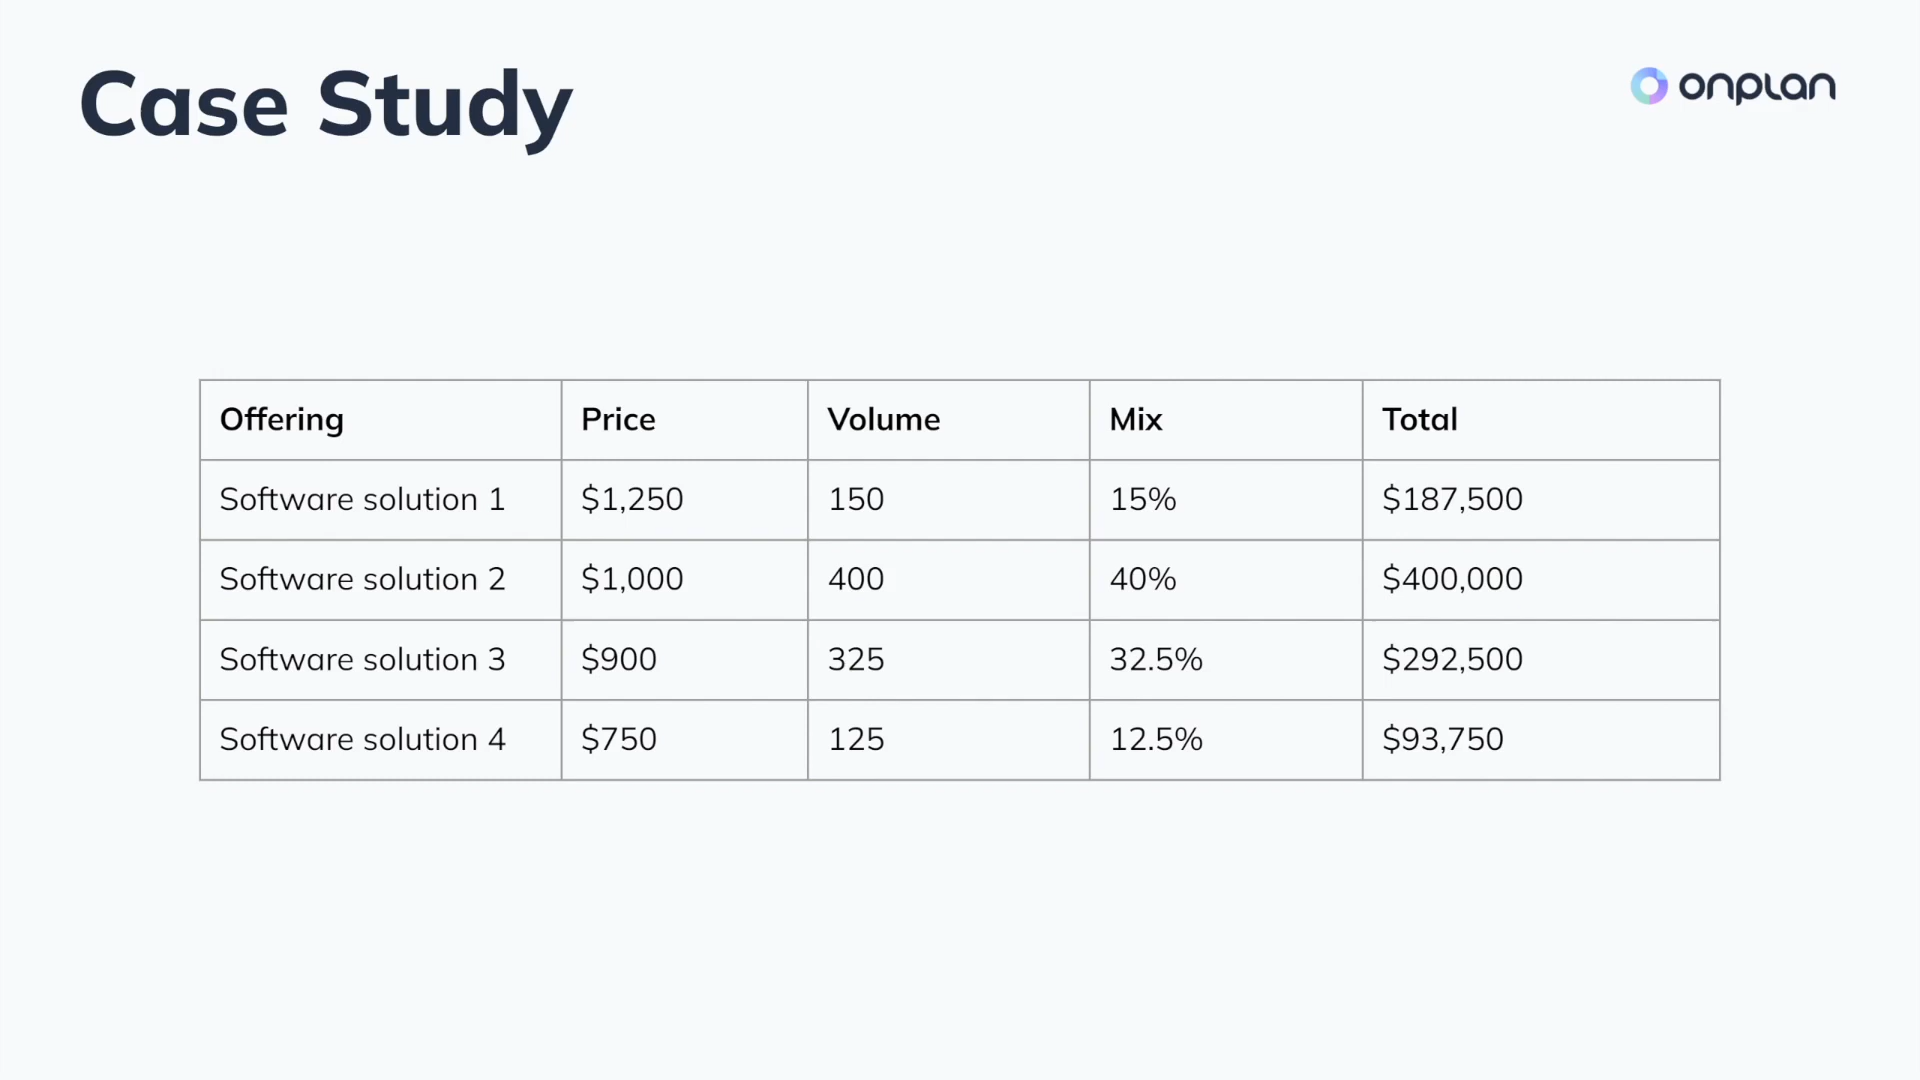 Case Study
onplan
Offering Price Volume Mix Total
Software solution 1 $1,250 150 15% $187,500
Software solution 2 $1,000 400 40% $400,000
Software solution 3 $900 325 32.5% $292,500
Software solution 4 $750 125 12.5% $93,750